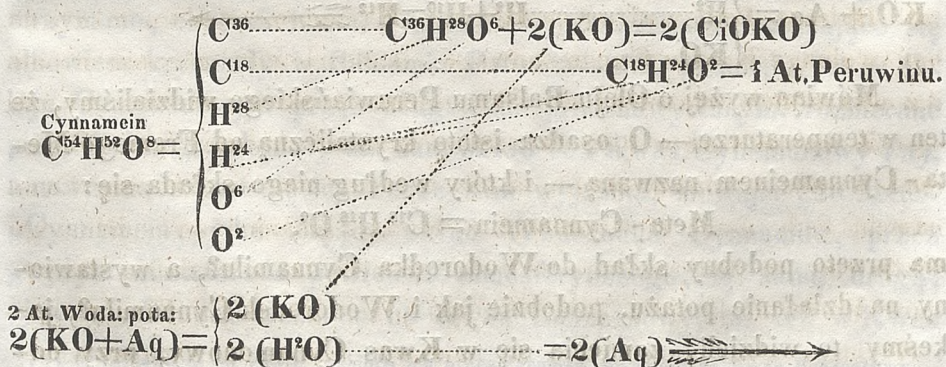 C³⁶ C³⁶H²⁸O⁶+2(KO)=2(CiOKO)
C¹⁸ C¹⁸H²⁴O²=1 At. Peruwinu.
H²⁸
Cynnamein
C⁵⁴H⁵²O⁸= H²⁴
O⁶
O²
2 At. Woda: pota: 2(KO)
2(KO+Aq)= 2(H²O) =2(Aq)